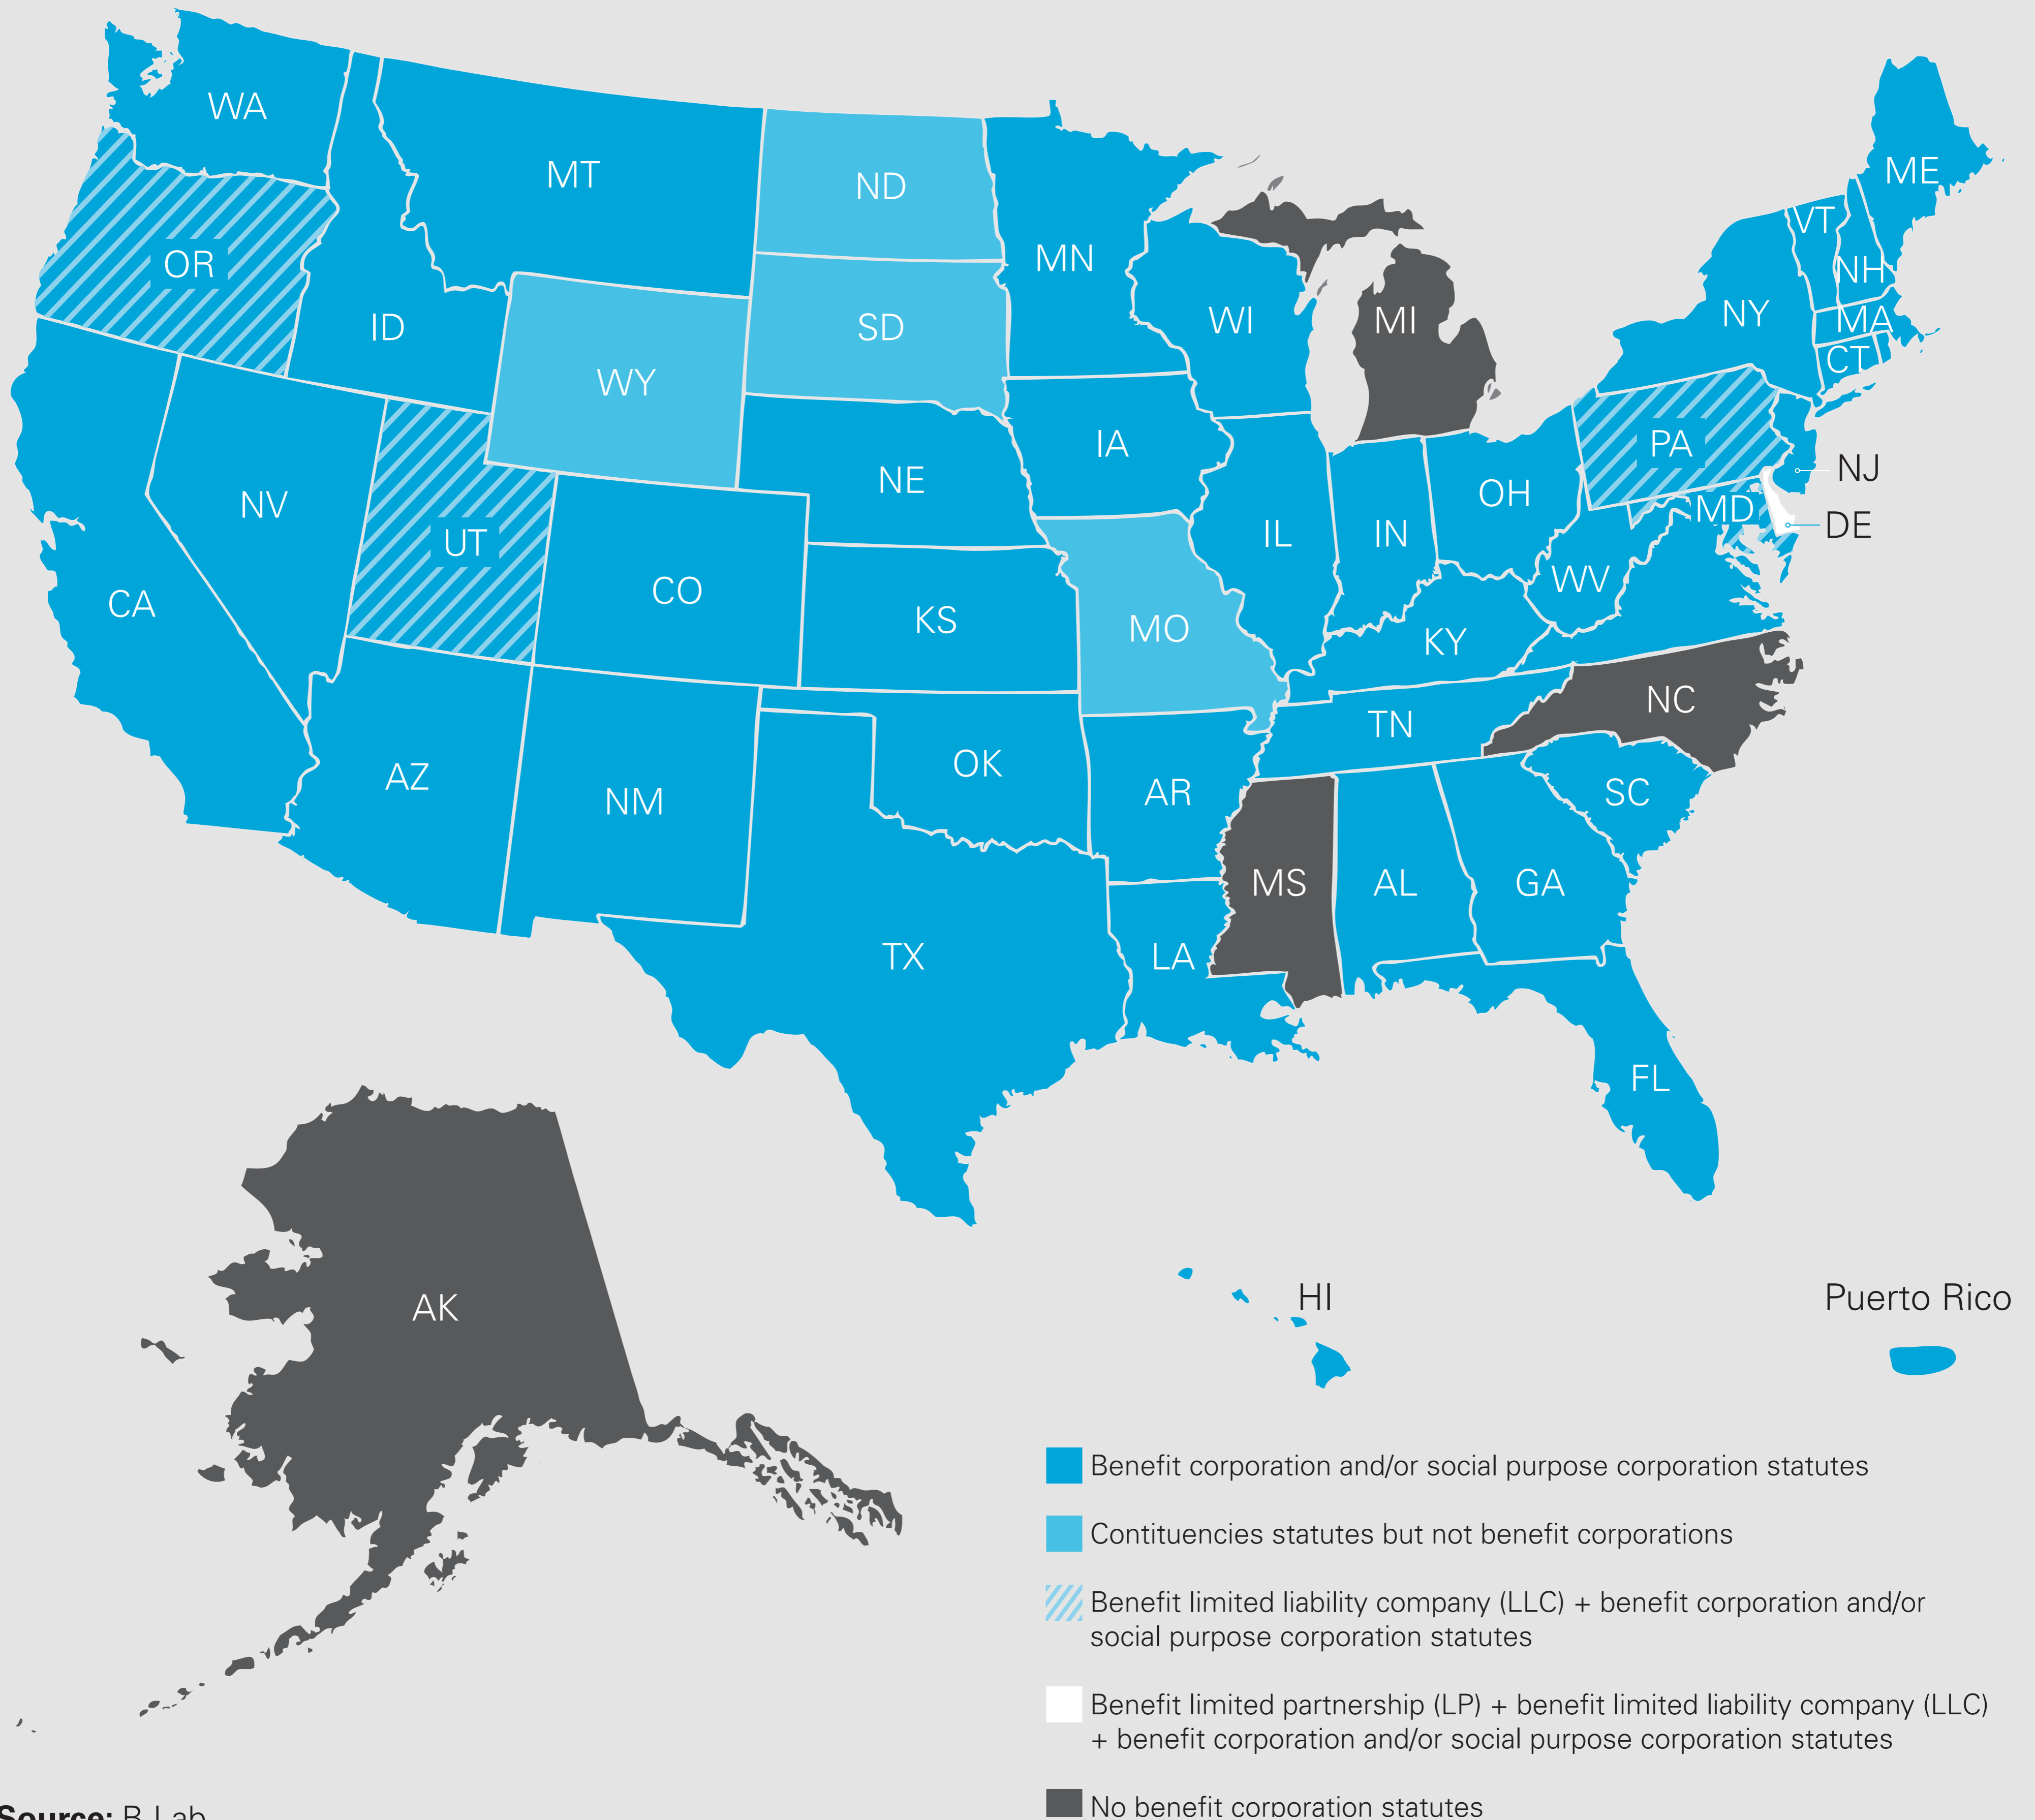 WA
MT
ND
ME
VT
OR
MN
NH
ID
SD
WI
MI
NY
MA
CT
WY
IA
PA
NE
NJ
NV
OH
MD
DE
UT
IL
IN
CO
WV
CA
KS
MO
KY
NC
TN
AZ
OK
NM
AR
SC
MS
AL
GA
TX
LA
FL
AK
HI
Puerto Rico
Benefit corporation and/or social purpose corporation statutes
Contituencies statutes but not benefit corporations
Benefit limited liability company (LLC) + benefit corporation and/or
social purpose corporation statutes
Benefit limited partnership (LP) + benefit limited liability company (LLC)
+ benefit corporation and/or social purpose corporation statutes
No benefit corporation statutes
Source: B Lab